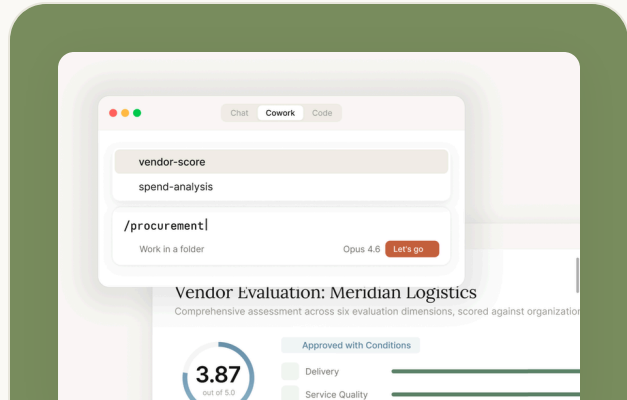 Chat Cowork Code
vendor-score
spend-analysis
/procurement
Work in a folder Opus 4.6 Let's go
Vendor Evaluation: Meridian Logistics
Comprehensive assessment across six evaluation dimensions, scored against organization
Approved with Conditions
3.87
out of 5.0
Delivery
Service Quality